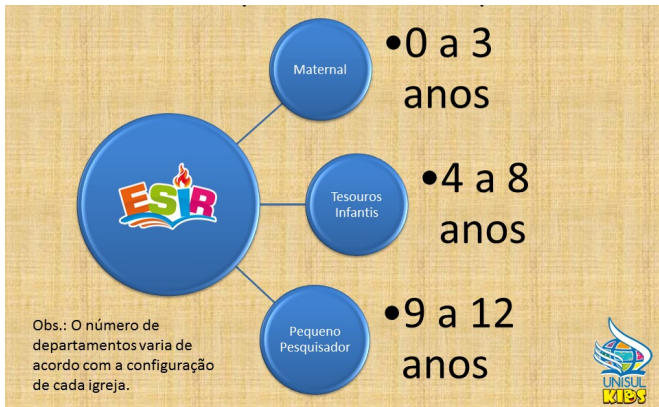 Maternal
•0 a 3
anos
ESIR
Tesouros
Infantis
•4 a 8
anos
Pequeno
Pesquisador
•9 a 12
anos
Obs.: O número de
departamentos varia de
acordo com a configuração
de cada igreja.
UNISUL
KIDS